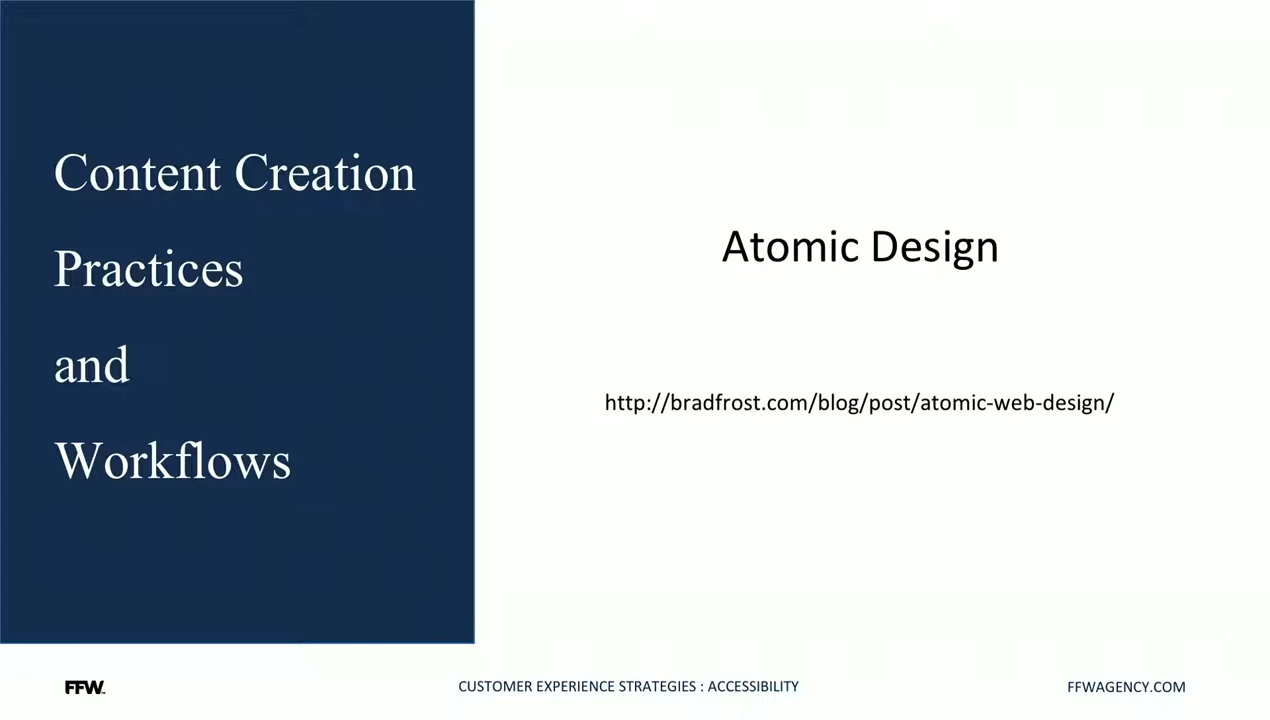 Content Creation
Practices
and
Workflows
Atomic Design
http://bradfrost.com/blog/post/atomic-web-design/
FFW
CUSTOMER EXPERIENCE STRATEGIES : ACCESSIBILITY
FFWAGENCY.COM